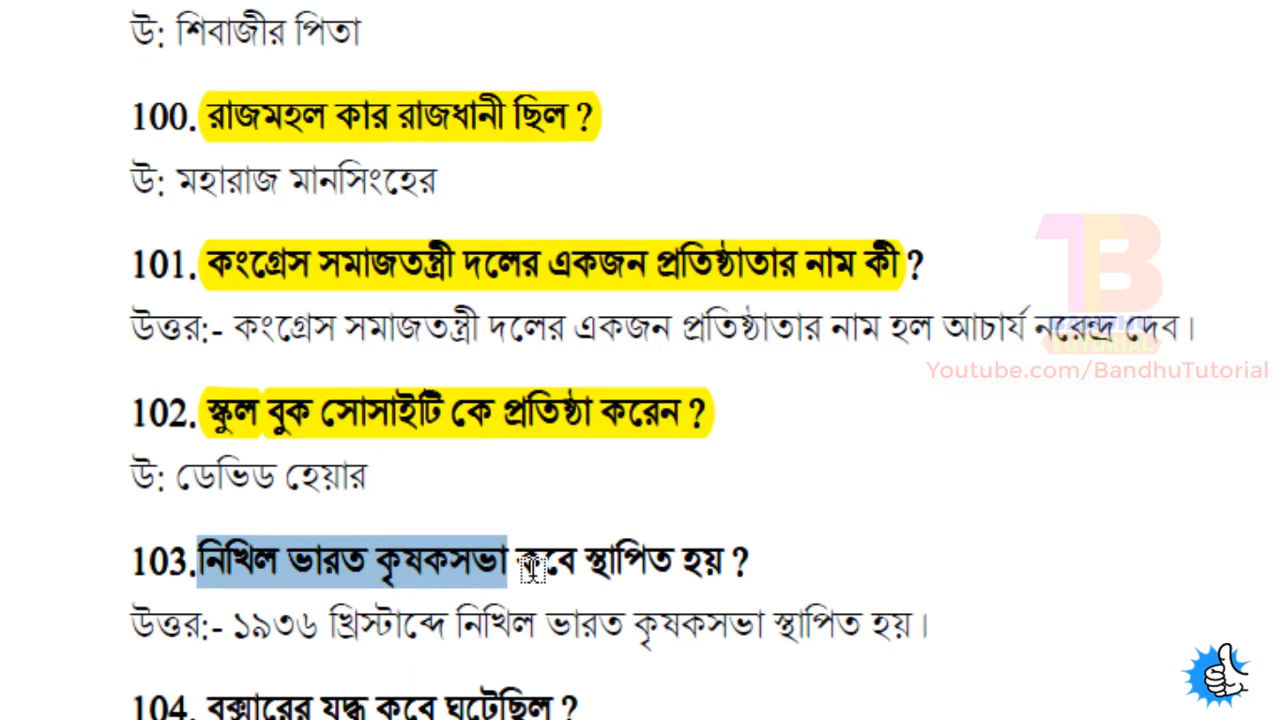 উ: শিবাজীর পিতা
100. রাজমহল কার রাজধানী ছিল ?
উ: মহারাজ মানসিংহের
101. কংগ্রেস সমাজতন্ত্রী দলের একজন প্রতিষ্ঠাতার নাম কী ?
উত্তর:- কংগ্রেস সমাজতন্ত্রী দলের একজন প্রতিষ্ঠাতার নাম হল আচার্য নরেন্দ্র দেব।
TB
TUTORIAL
Youtube.com/BandhuTutorial
102. স্কুল বুক সোসাইটি কে প্রতিষ্ঠা করেন ?
উ: ডেভিড হেয়ার
103.নিখিল ভারত কৃষকসভা কবে স্থাপিত হয় ?
উত্তর:- ১৯৩৬ খ্রিস্টাব্দে নিখিল ভারত কৃষকসভা স্থাপিত হয়।
104. বক্সারের যুদ্ধ কবে ঘটেছিল ?